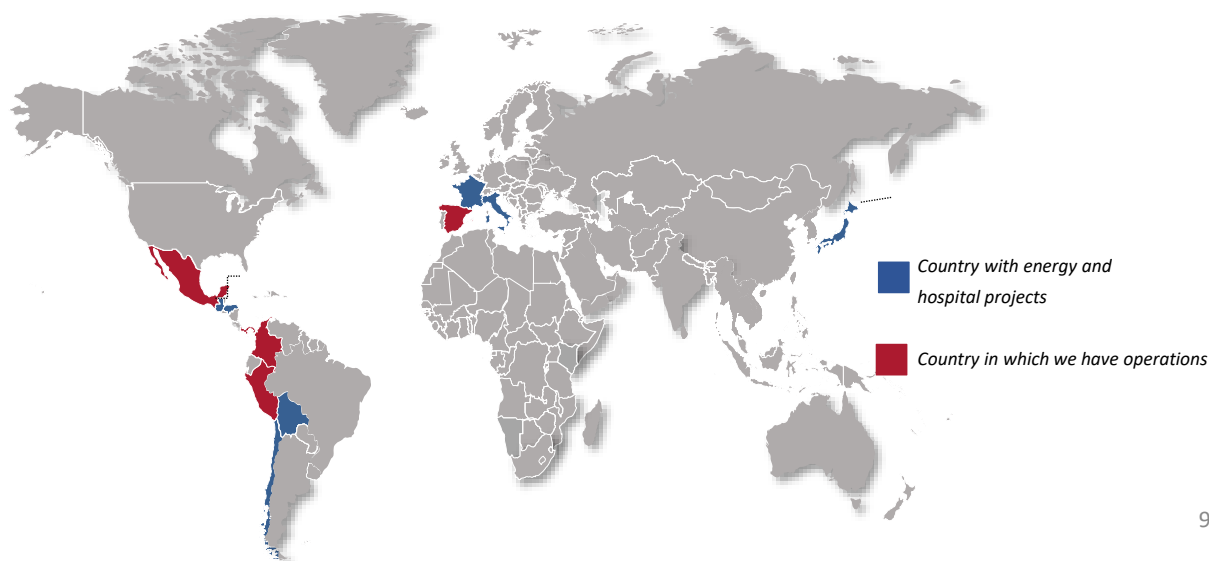 Country with energy and
hospital projects
Country in which we have operations
9